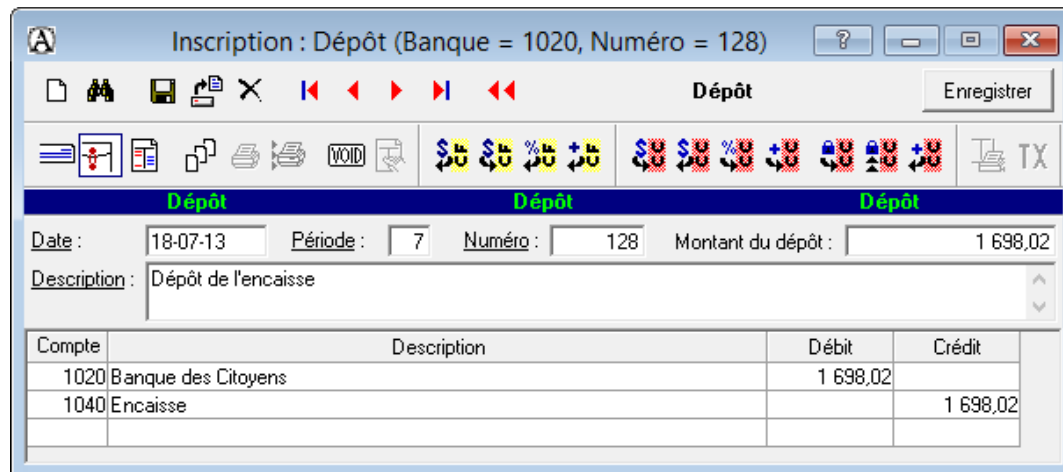 Inscription : Dépôt (Banque = 1020, Numéro = 128)
Dépôt Enregistrer
VOID TX
Dépôt Dépôt Dépôt
Date : 18-07-13 Période : 7 Numéro : 128 Montant du dépôt : 1 698,02
Description : Dépôt de l'encaisse
Compte Description Débit Crédit
1020 Banque des Citoyens 1 698,02
1040 Encaisse 1 698,02